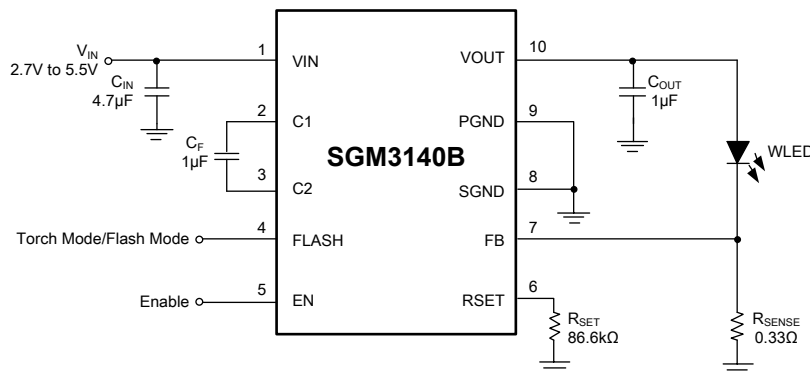 VIN
2.7V to 5.5V
CIN
4.7µF
1
VIN
2
C1
CF
1µF
3
C2
Torch Mode/Flash Mode
4
FLASH
Enable
5
EN
SGM3140B
VOUT
10
COUT
1µF
PGND
9
WLED
SGND
8
FB
7
RSET
6
RSET
86.6kΩ
RSENSE
0.33Ω